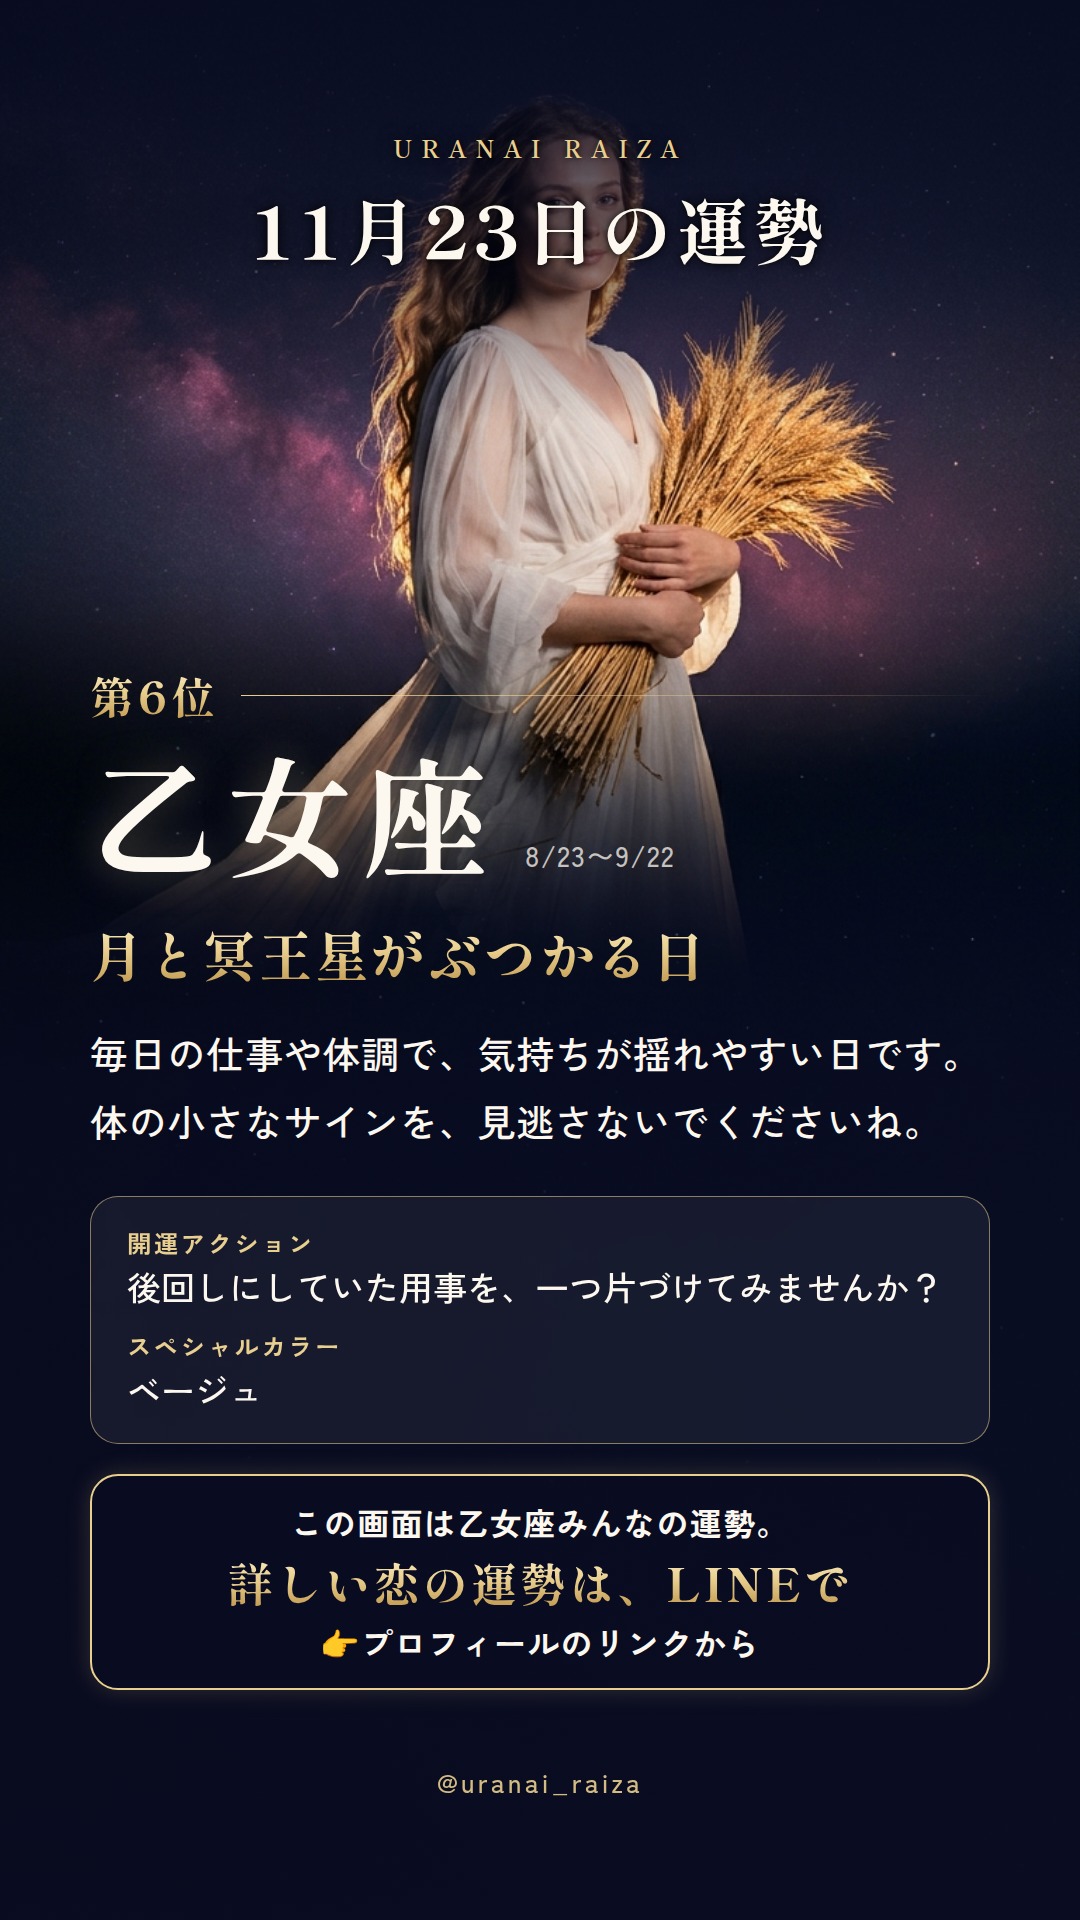 URANAI RAIZA
11月23日の運勢
第6位
乙女座 8/23〜9/22
月と冥王星がぶつかる日
毎日の仕事や体調で、気持ちが揺れやすい日です。
体の小さなサインを、見逃さないでくださいね。
開運アクション
後回しにしていた用事を、一つ片づけてみませんか？
スペシャルカラー
ベージュ
この画面は乙女座みんなの運勢。
詳しい恋の運勢は、LINEで
👉プロフィールのリンクから
@uranai_raiza